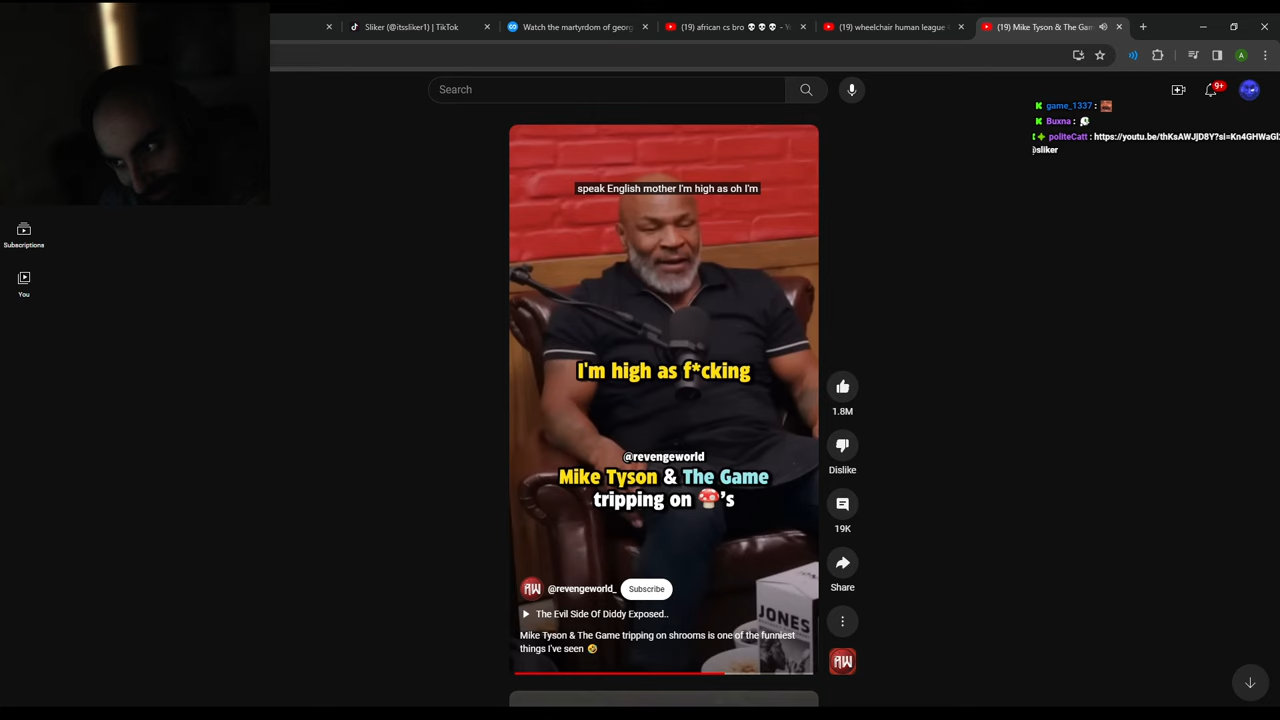 Sliker (@itssliker1) | TikTok
Watch the martyrdom of georg
(19) african cs bro 💀💀💀 - Yo
(19) wheelchair human league
(19) Mike Tyson & The Gam
A
Search
9+
game_1337 :
Buxna :
politeCatt : https://youtu.be/thKsAWJjD8Y?si=Kn4GHWaGl
@sliker
Subscriptions
You
speak English mother I'm high as oh I'm
I'm high as f*cking
@revengeworld
Mike Tyson & The Game
tripping on 🍄's
JONES
1.8M
Dislike
19K
Share
@revengeworld_ Subscribe
The Evil Side Of Diddy Exposed..
Mike Tyson & The Game tripping on shrooms is one of the funniest
things I've seen 🤣